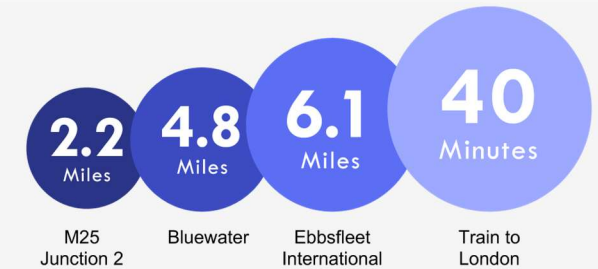 2.2
Miles
4.8
Miles
6.1
Miles
40
Minutes
M25
Junction 2
Bluewater
Ebbsfleet
International
Train to
London